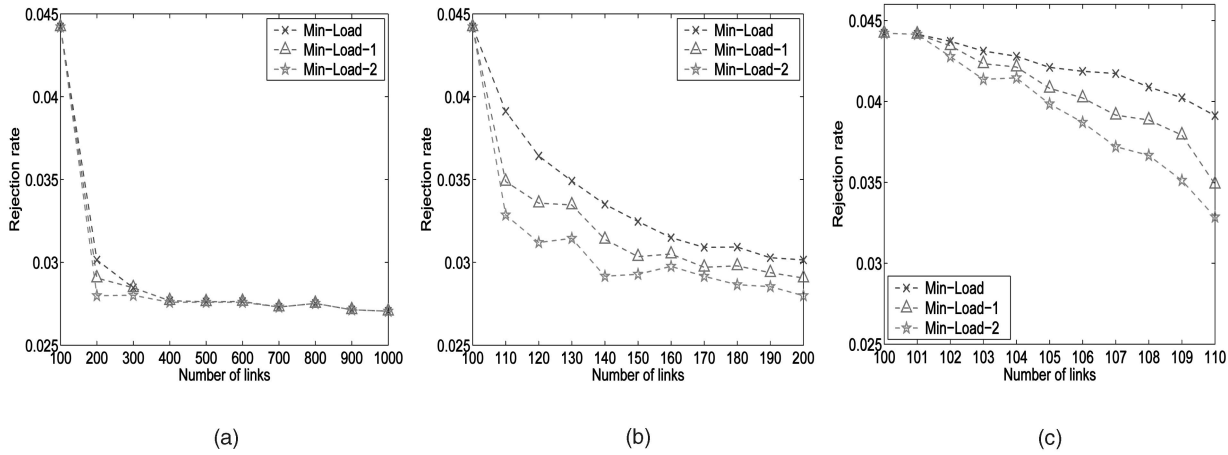 0.045
0.04
0.035
0.03
0.025
Rejection rate
100 200 300 400 500 600 700 800 900 1000
Number of links
Min-Load
Min-Load-1
Min-Load-2
(a)
0.045
0.04
0.035
0.03
0.025
Rejection rate
100 110 120 130 140 150 160 170 180 190 200
Number of links
Min-Load
Min-Load-1
Min-Load-2
(b)
0.045
0.04
0.035
0.03
0.025
Rejection rate
100 101 102 103 104 105 106 107 108 109 110
Number of links
Min-Load
Min-Load-1
Min-Load-2
(c)